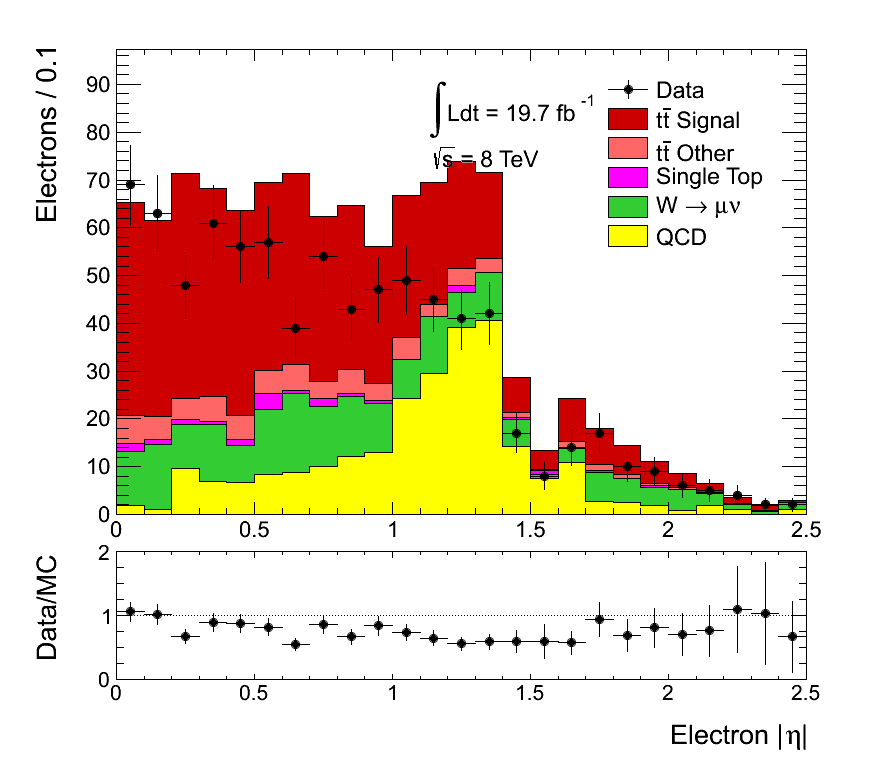 Electrons / 0.1
90
80
70
60
50
40
30
20
10
0
∫Ldt = 19.7 fb⁻¹
√s = 8 TeV
Data
tt̄ Signal
tt̄ Other
Single Top
W → μν
QCD
0 0.5 1 1.5 2 2.5
Data/MC
2
1
0
0 0.5 1 1.5 2 2.5
Electron |η|